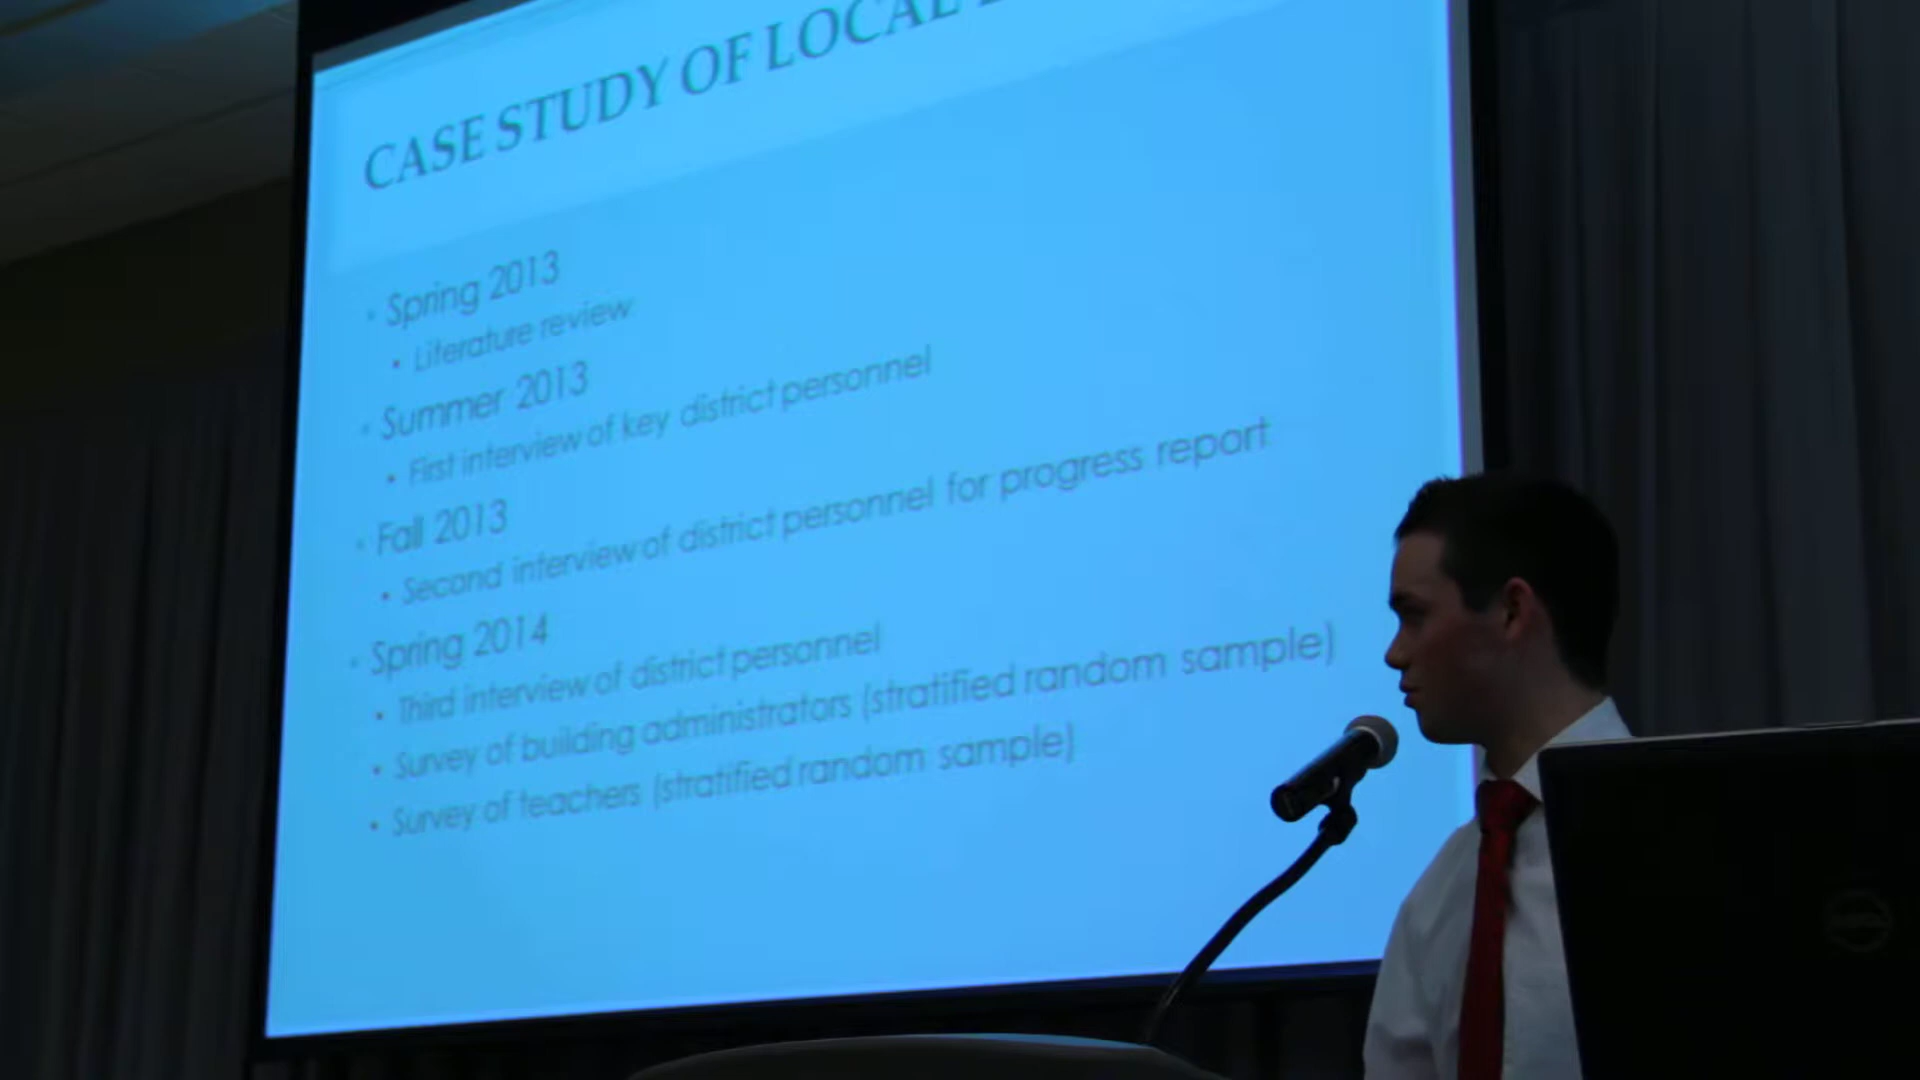 CASE STUDY OF LOCAL
• Spring 2013
• Literature review
• Summer 2013
• First interview of key district personnel
• Fall 2013
• Second interview of district personnel for progress report
• Spring 2014
• Third interview of district personnel
• Survey of building administrators (stratified random sample)
• Survey of teachers (stratified random sample)